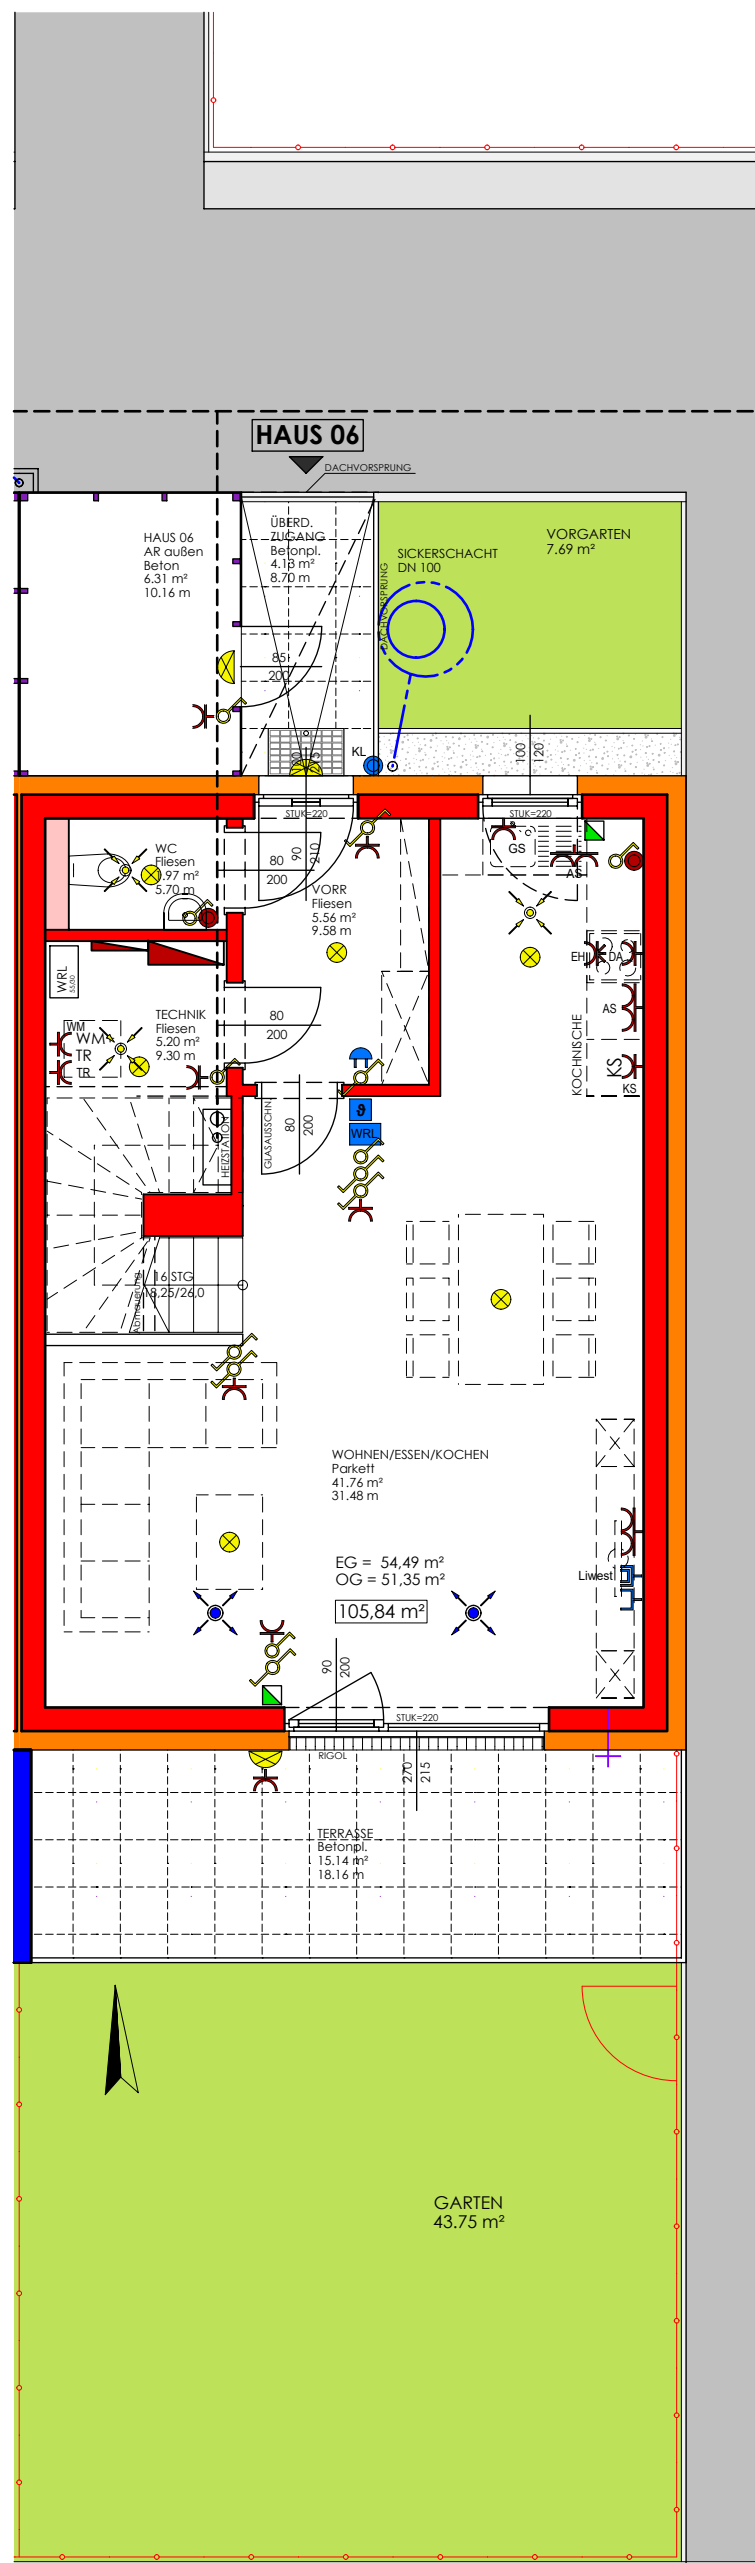 HAUS 06
DACHVORSPRUNG
HAUS 06
AR außen
Beton
6.31 m²
10.16 m
ÜBERD.
ZUGANG
Betonpl.
4.13 m²
8.70 m
DACHVORSPRUNG
SICKERSCHACHT
DN 100
VORGARTEN
7.69 m²
85
200
KL
100
120
STUK=220
STUK=220
WC
Fliesen
1.97 m²
5.70 m
80
200
90
210
VORR
Fliesen
5.56 m²
9.58 m
GS
AS
EH
DA
AS
KOCHNISCHE
KS
KS
WRL
TECHNIK
Fliesen
5.20 m²
9.30 m
WM
WM
TR
TR
80
200
HEIZSTATION
GLASAUSSCHN.
80
200
ϑ
WRL
16 STG
18,25/26,0
Abmauerung
WOHNEN/ESSEN/KOCHEN
Parkett
41.76 m²
31.48 m
EG = 54,49 m²
OG = 51,35 m²
105,84 m²
Liwest
90
200
STUK=220
RIGOL
270
215
TERRASSE
Betonpl.
15.14 m²
18.16 m
GARTEN
43.75 m²